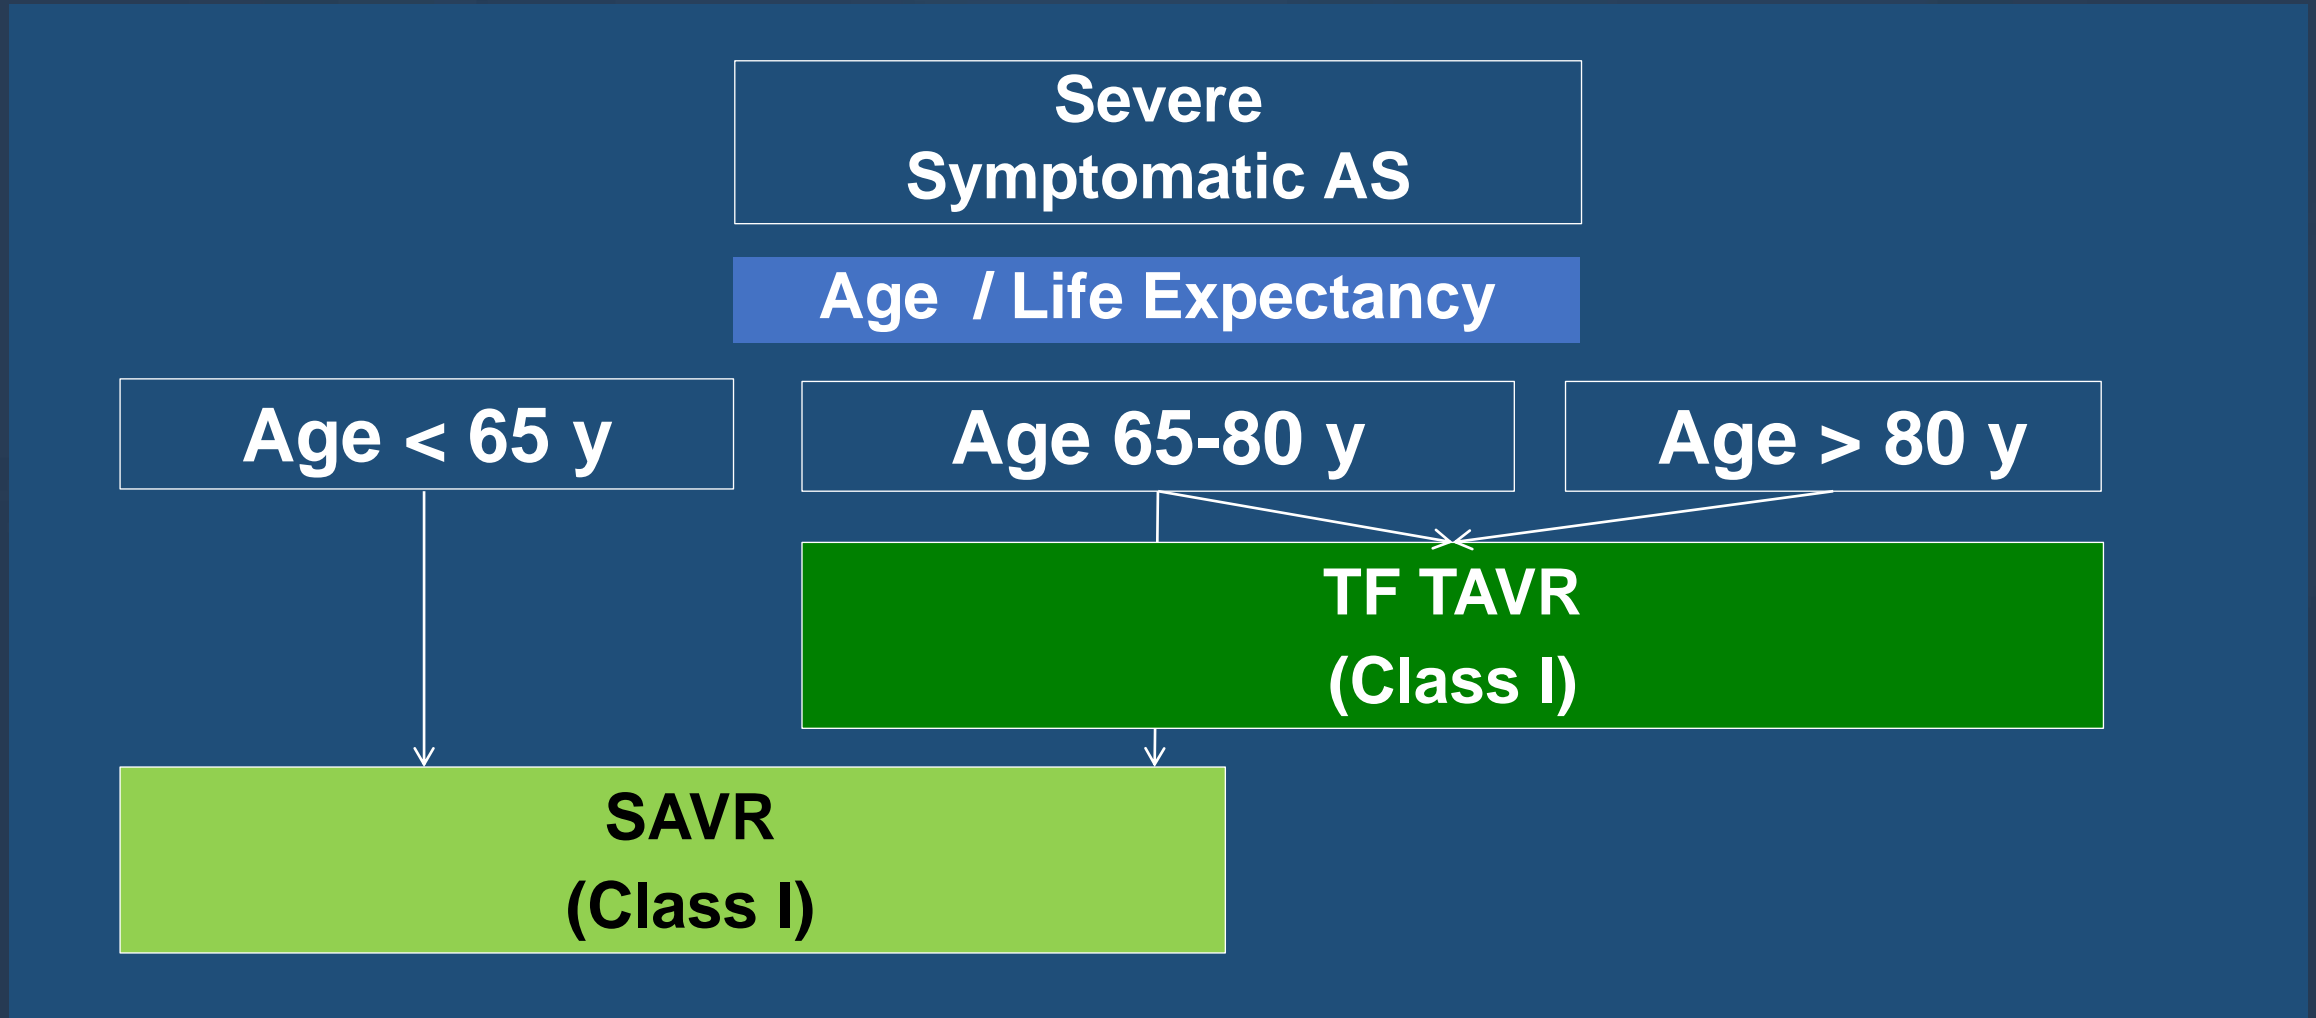 Severe
Symptomatic AS
Age / Life Expectancy
Age < 65 y
Age 65-80 y
Age > 80 y
TF TAVR
(Class I)
SAVR
(Class I)